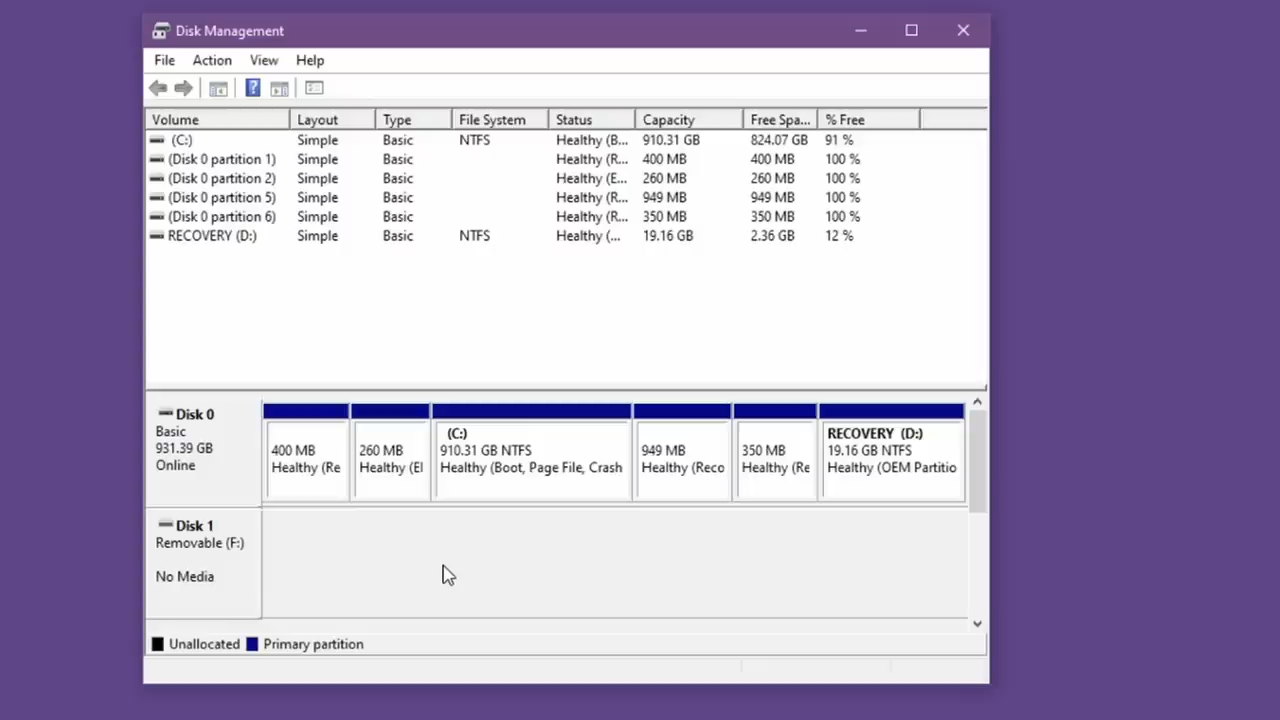 Disk Management
File Action View Help
Volume Layout Type File System Status Capacity Free Spa... % Free
(C:) Simple Basic NTFS Healthy (B... 910.31 GB 824.07 GB 91 %
(Disk 0 partition 1) Simple Basic Healthy (R... 400 MB 400 MB 100 %
(Disk 0 partition 2) Simple Basic Healthy (E... 260 MB 260 MB 100 %
(Disk 0 partition 5) Simple Basic Healthy (R... 949 MB 949 MB 100 %
(Disk 0 partition 6) Simple Basic Healthy (R... 350 MB 350 MB 100 %
RECOVERY (D:) Simple Basic NTFS Healthy (... 19.16 GB 2.36 GB 12 %
Disk 0
Basic
931.39 GB
Online
400 MB
Healthy (Re
260 MB
Healthy (EI
(C:)
910.31 GB NTFS
Healthy (Boot, Page File, Crash
949 MB
Healthy (Reco
350 MB
Healthy (Re
RECOVERY (D:)
19.16 GB NTFS
Healthy (OEM Partitio
Disk 1
Removable (F:)
No Media
Unallocated Primary partition